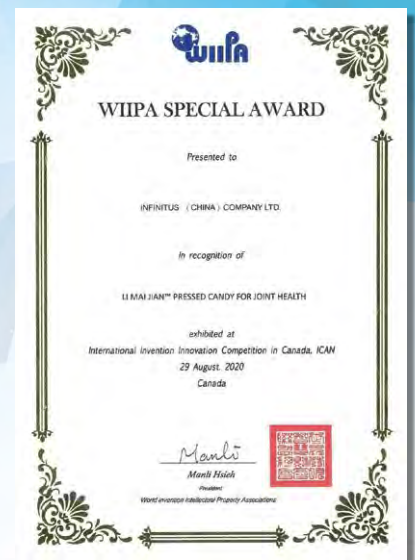 WIIPA
WIIPA SPECIAL AWARD
Presented to
INFINITUS （CHINA）COMPANY LTD.
In recognition of
LI MAI JIAN™ PRESSED CANDY FOR JOINT HEALTH
exhibited at
International Invention Innovation Competition in Canada, ICAN
29 August. 2020
Canada
Manli
Manli Hsieh
President
World Invention Intellectual Property Associations